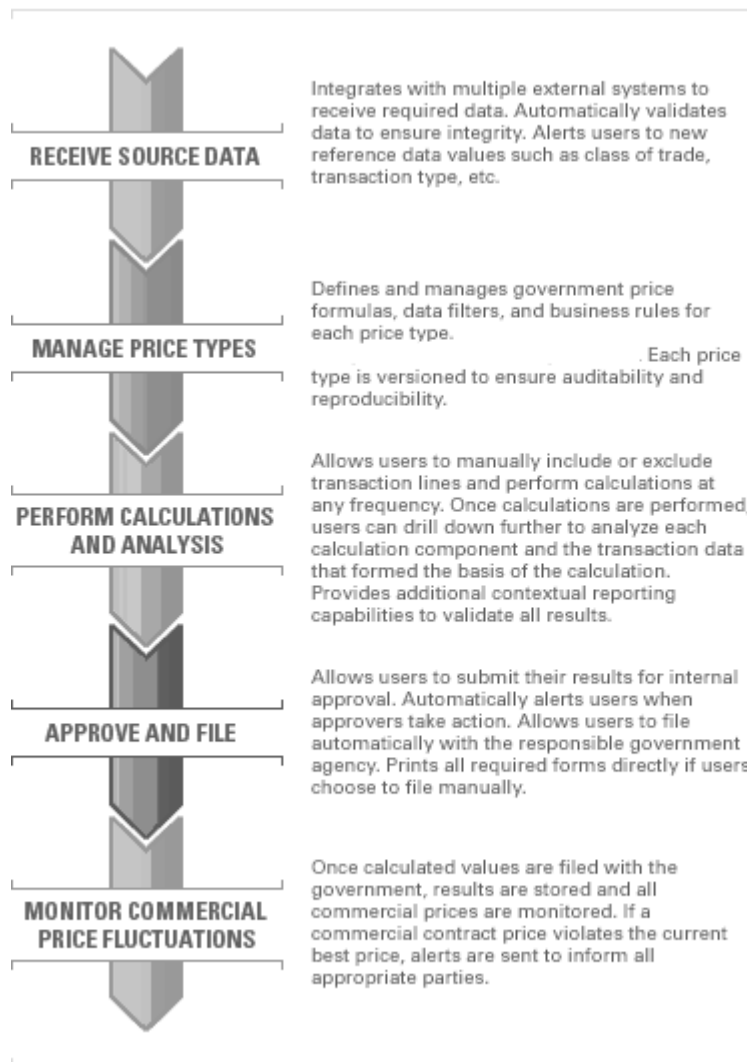 RECEIVE SOURCE DATA
Integrates with multiple external systems to
receive required data. Automatically validates
data to ensure integrity. Alerts users to new
reference data values such as class of trade,
transaction type, etc.
MANAGE PRICE TYPES
Defines and manages government price
formulas, data filters, and business rules for
each price type.
. Each price
type is versioned to ensure auditability and
reproducibility.
PERFORM CALCULATIONS
AND ANALYSIS
Allows users to manually include or exclude
transaction lines and perform calculations at
any frequency. Once calculations are performed,
users can drill down further to analyze each
calculation component and the transaction data
that formed the basis of the calculation.
Provides additional contextual reporting
capabilities to validate all results.
APPROVE AND FILE
Allows users to submit their results for internal
approval. Automatically alerts users when
approvers take action. Allows users to file
automatically with the responsible government
agency. Prints all required forms directly if users
choose to file manually.
MONITOR COMMERCIAL
PRICE FLUCTUATIONS
Once calculated values are filed with the
government, results are stored and all
commercial prices are monitored. If a
commercial contract price violates the current
best price, alerts are sent to inform all
appropriate parties.